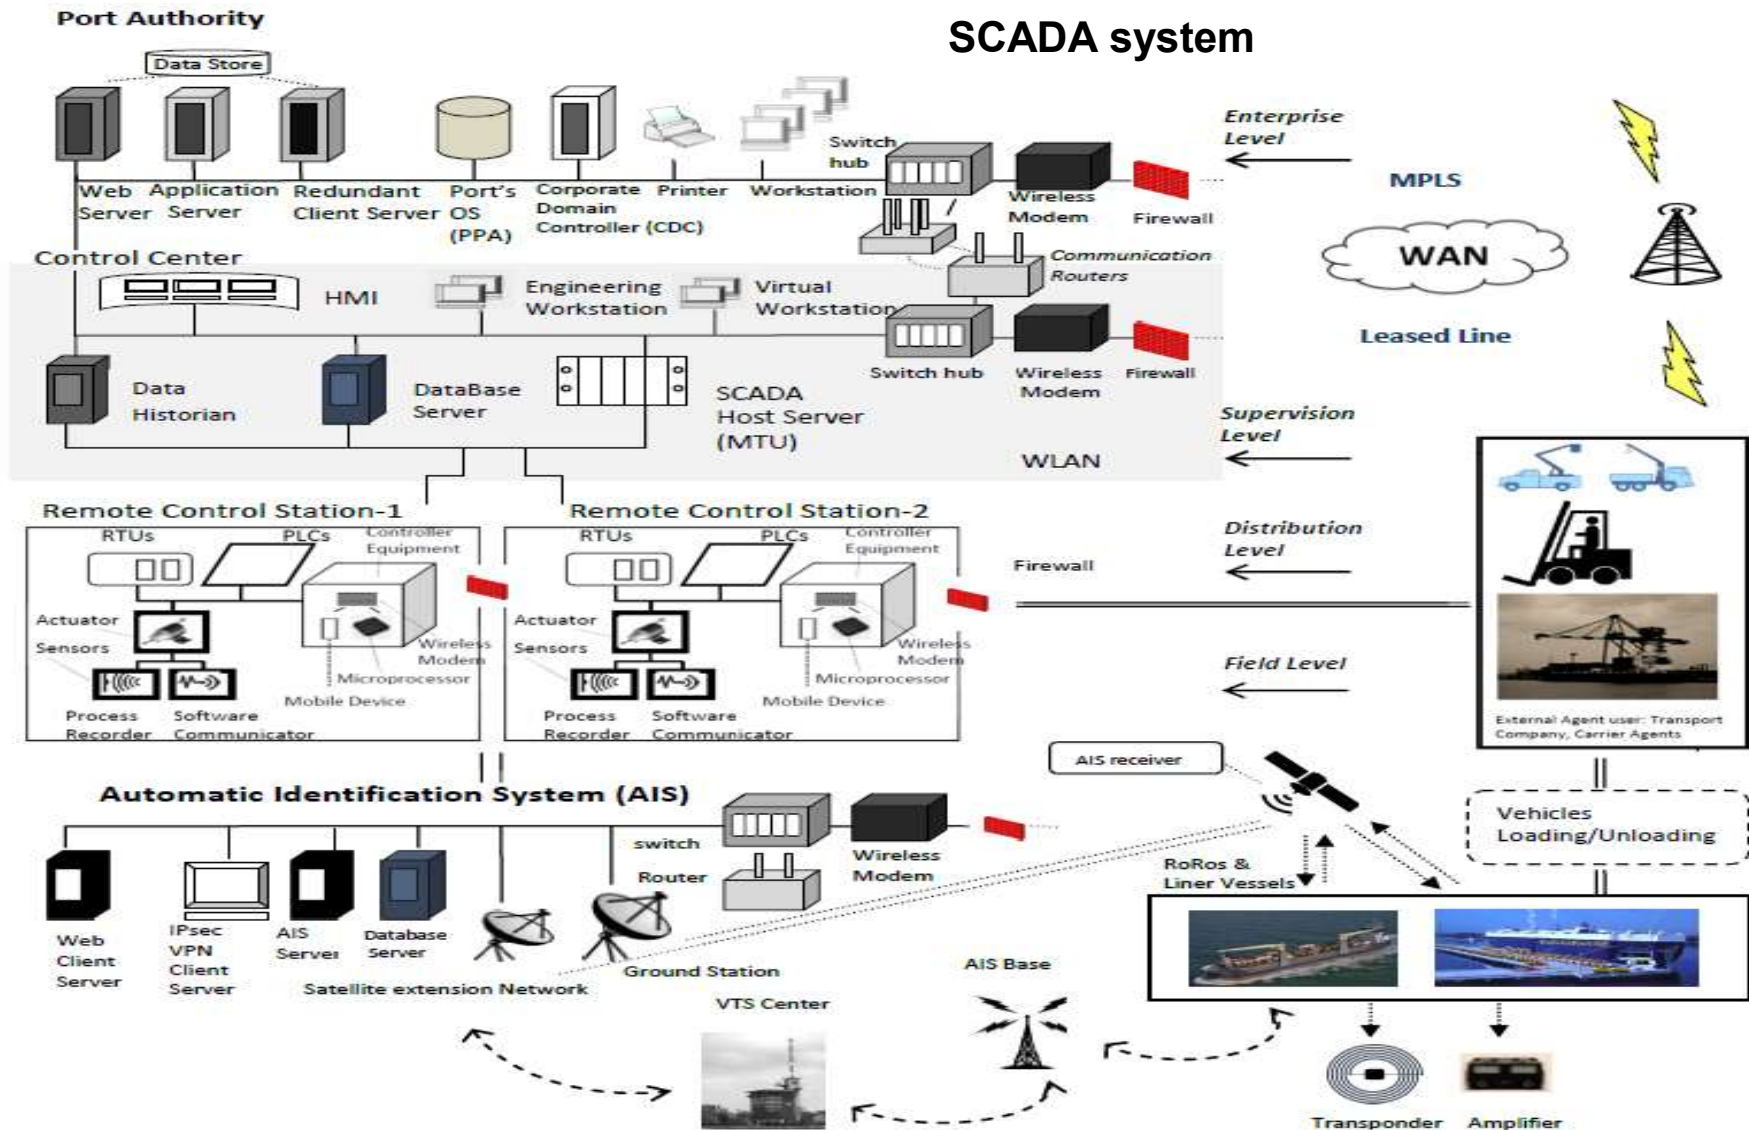 Port Authority
SCADA system
Data Store
Enterprise
Level
Switch
hub
MPLS
Web
Server
Application
Server
Redundant
Client Server
Port's
OS
(PPA)
Corporate
Domain
Controller (CDC)
Printer
Workstation
Wireless
Modem
Firewall
WAN
Control Center
Communication
Routers
HMI
Engineering
Workstation
Virtual
Workstation
Leased Line
Data
Historian
DataBase
Server
SCADA
Host Server
(MTU)
Switch hub
Wireless
Modem
Firewall
Supervision
Level
WLAN
Remote Control Station-1
Remote Control Station-2
RTUs
PLCs
Controller
Equipment
RTUs
PLCs
Controller
Equipment
Distribution
Level
Firewall
Actuator
Sensors
Wireless
Modem
Microprocessor
Mobile Device
Process
Recorder
Software
Communicator
Actuator
Sensors
Wireless
Modem
Microprocessor
Mobile Device
Process
Recorder
Software
Communicator
Field Level
External Agent user: Transport
Company, Carrier Agents
AIS receiver
Automatic Identification System (AIS)
Vehicles
Loading/Unloading
switch
Router
Wireless
Modem
RoRos &
Liner Vessels
Web
Client
Server
IPsec
VPN
Client
Server
AIS
Server
Database
Server
Satellite extension Network
Ground Station
VTS Center
AIS Base
Transponder
Amplifier